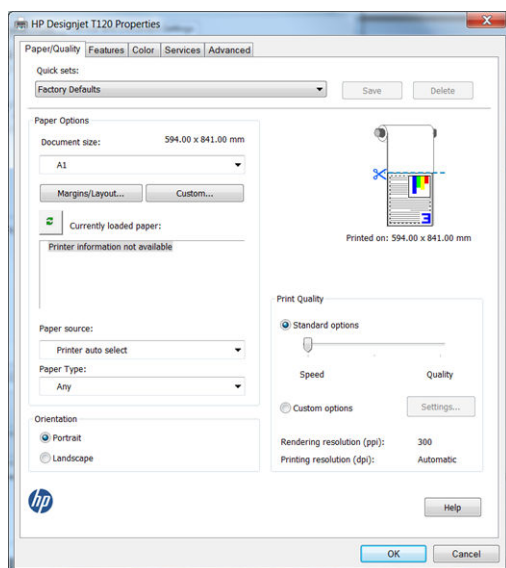 HP Designjet T120 Properties
Paper/Quality Features Color Services Advanced
Quick sets:
Factory Defaults
Save
Delete
Paper Options
Document size: 594.00 x 841.00 mm
A1
Margins/Layout...
Custom...
Currently loaded paper:
Printer information not available
Paper source:
Printer auto select
Paper Type:
Any
Orientation
Portrait
Landscape
Printed on: 594.00 x 841.00 mm
Print Quality
Standard options
Speed Quality
Custom options
Settings...
Rendering resolution (ppi): 300
Printing resolution (dpi): Automatic
hp
Help
OK
Cancel